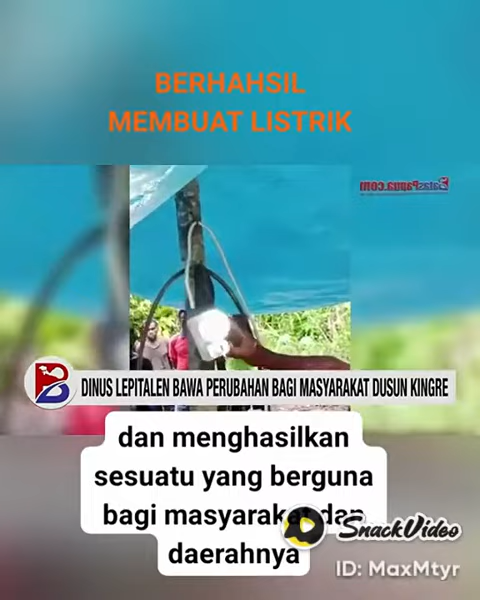 BERHAHSIL
MEMBUAT LISTRIK
BatasPapua.com
DINUS LEPITALEN BAWA PERUBAHAN BAGI MASYARAKAT DUSUN KINGRE
dan menghasilkan
sesuatu yang berguna
bagi masyarakat dan
daerahnya
SnackVideo
ID: MaxMtyr